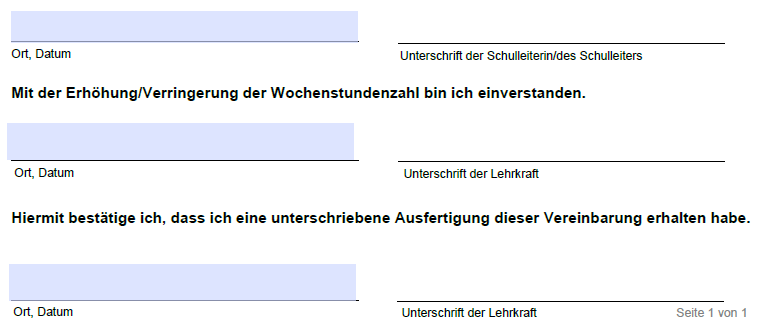 Ort, Datum
Unterschrift der Schulleiterin/des Schulleiters
Mit der Erhöhung/Verringerung der Wochenstundenzahl bin ich einverstanden.
Ort, Datum
Unterschrift der Lehrkraft
Hiermit bestätige ich, dass ich eine unterschriebene Ausfertigung dieser Vereinbarung erhalten habe.
Ort, Datum
Unterschrift der Lehrkraft
Seite 1 von 1